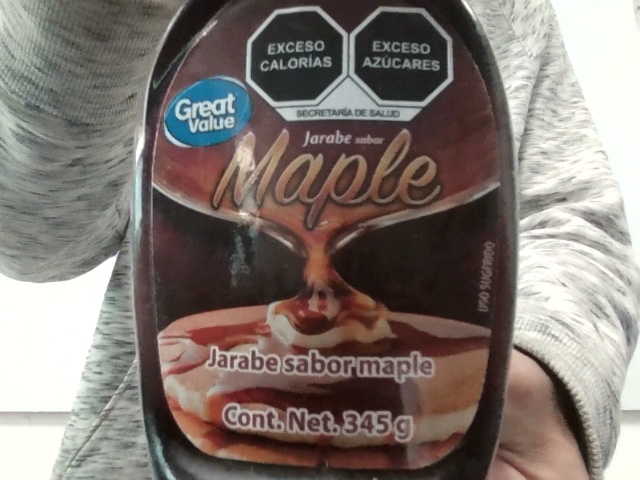 EXCESO
CALORÍAS
EXCESO
AZÚCARES
SECRETARÍA DE SALUD
Great
Value
Jarabe sabor
Maple
USO SUGERIDO
Jarabe sabor maple
Cont. Net. 345 g